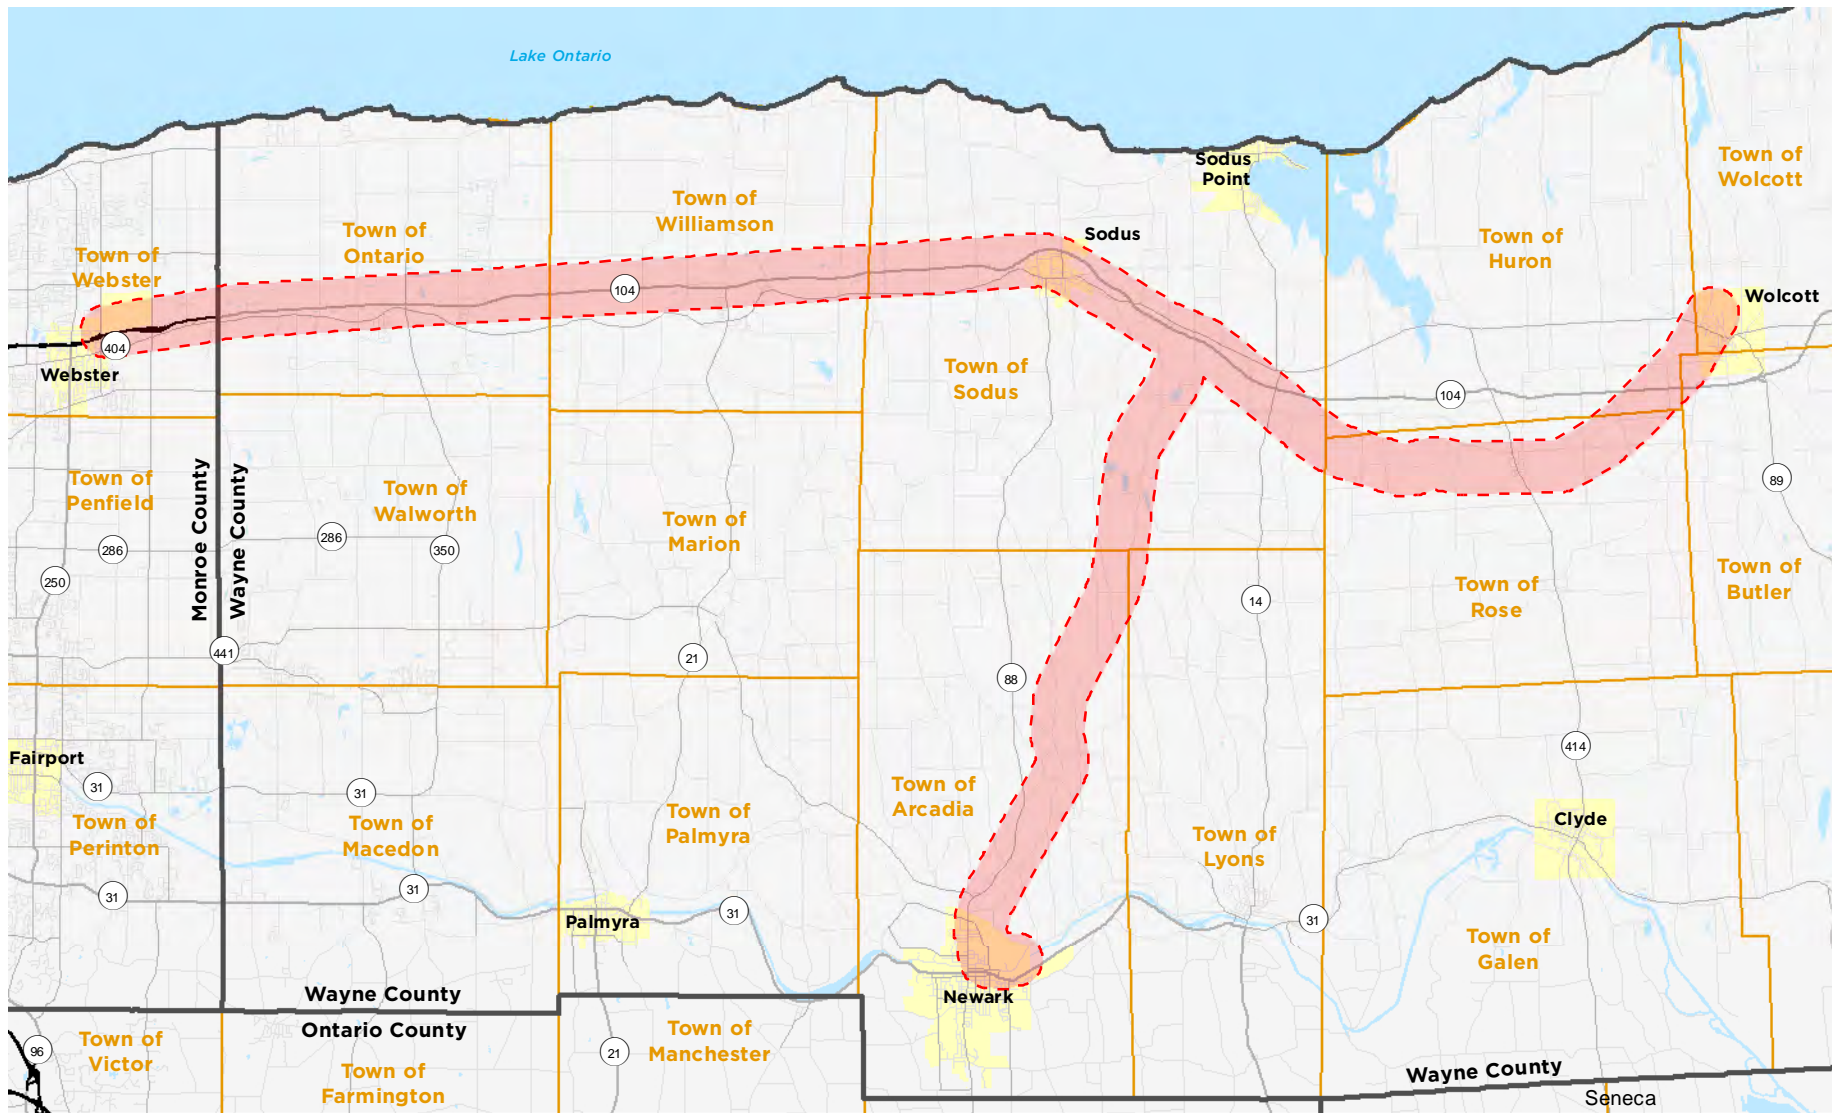 Lake Ontario
Sodus
Point
Town of
Wolcott
Town of
Williamson
Town of
Ontario
Sodus
Town of
Huron
Town of
Webster
104
Wolcott
404
Webster
Town of
Sodus
104
Town of
Penfield
Monroe County
Wayne County
Town of
Walworth
Town of
Marion
89
286
286
350
250
14
Town of
Rose
Town of
Butler
441
21
88
414
Fairport
31
31
Town of
Perinton
Town of
Macedon
Town of
Palmyra
Town of
Arcadia
Town of
Lyons
Clyde
31
31
31
Palmyra
31
Town of
Galen
Newark
Wayne County
Ontario County
Town of
Victor
96
Town of
Farmington
21
Town of
Manchester
Wayne County
Seneca